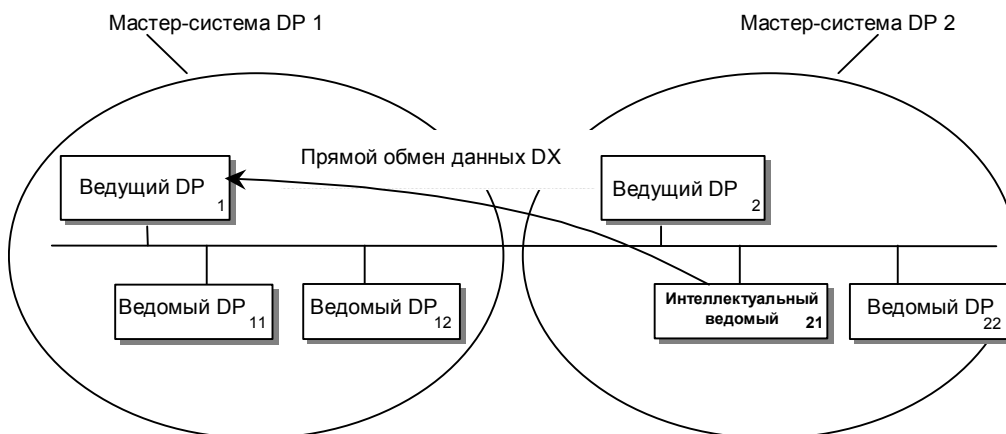 Мастер-система DP 1
Мастер-система DP 2
Прямой обмен данных DX
Ведущий DP 1
Ведущий DP 2
Ведомый DP 11
Ведомый DP 12
Интеллектуальный
ведомый 21
Ведомый DP 22